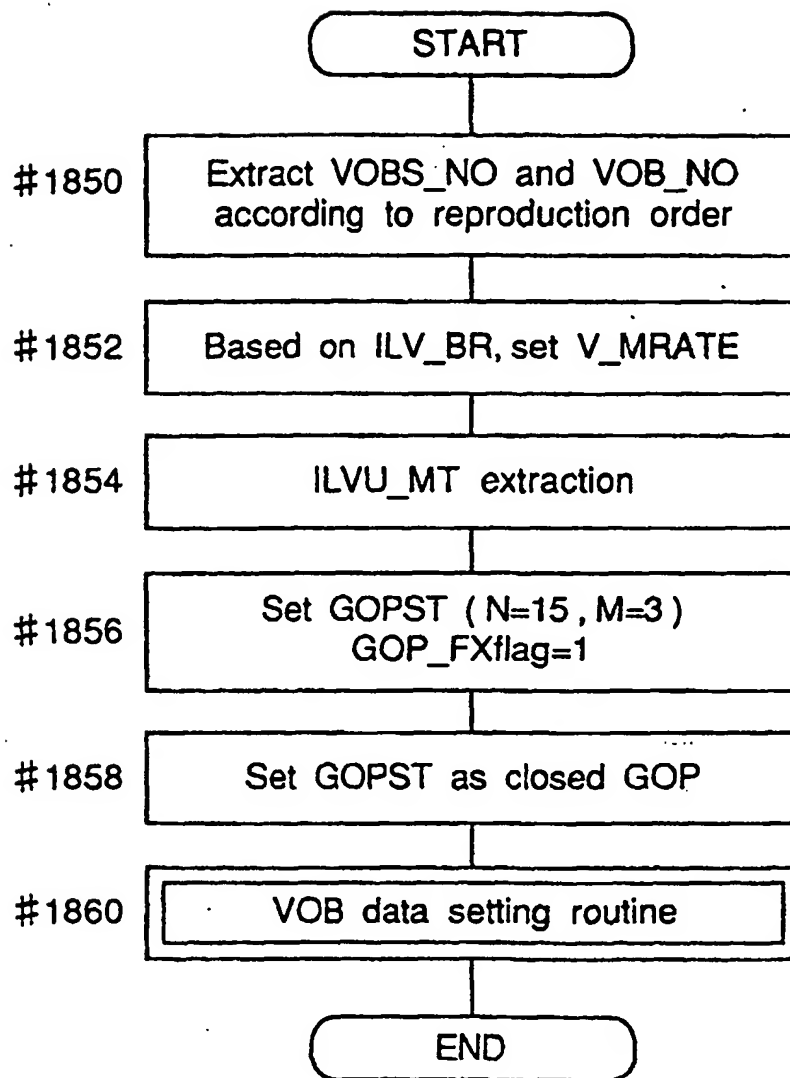 START
#1850
Extract VOBS_NO and VOB_NO
according to reproduction order
#1852
Based on ILV_BR, set V_MRATE
#1854
ILVU_MT extraction
#1856
Set GOPST (N=15, M=3)
GOP_FXflag=1
#1858
Set GOPST as closed GOP
#1860
VOB data setting routine
END